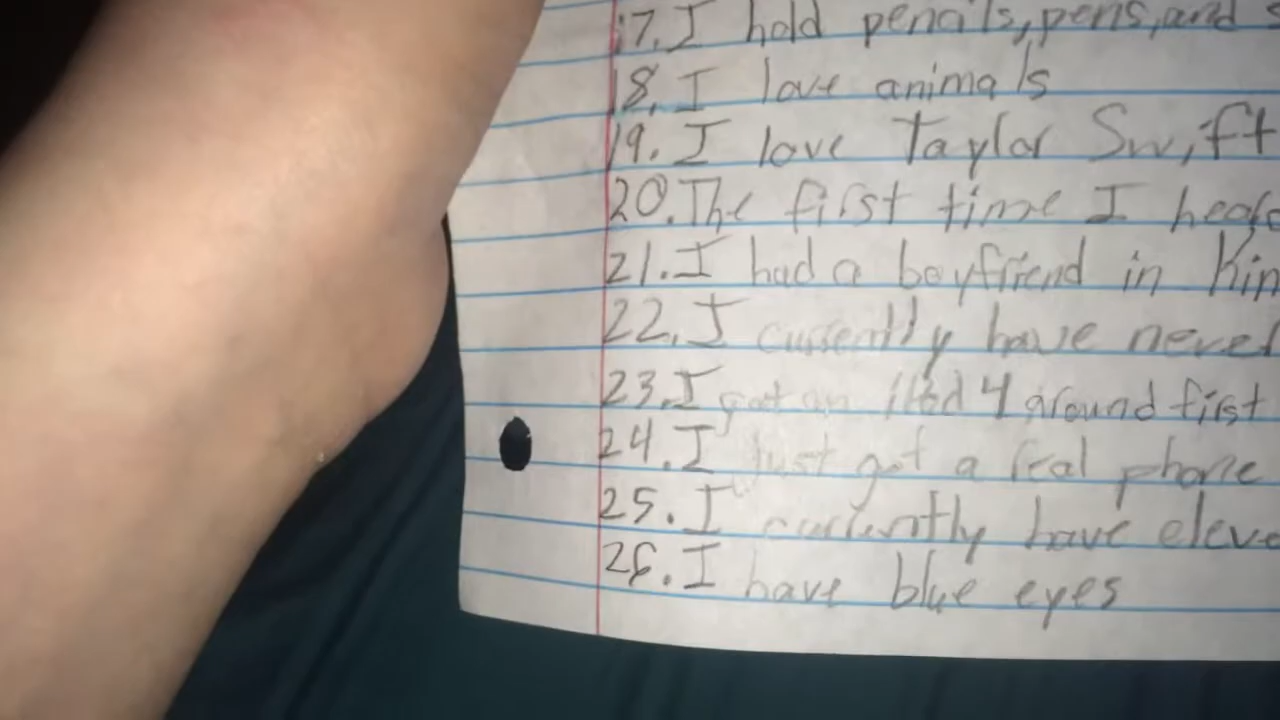 17. I hold pencils, pens, and s
18. I love animals
19. I love Taylor Swift
20. The first time I hea
21. I had a boyfriend in Kin
22. I currently have never
23. I got an iPod 4 around first
24. I just got a real phone
25. I currently have eleve
26. I have blue eyes